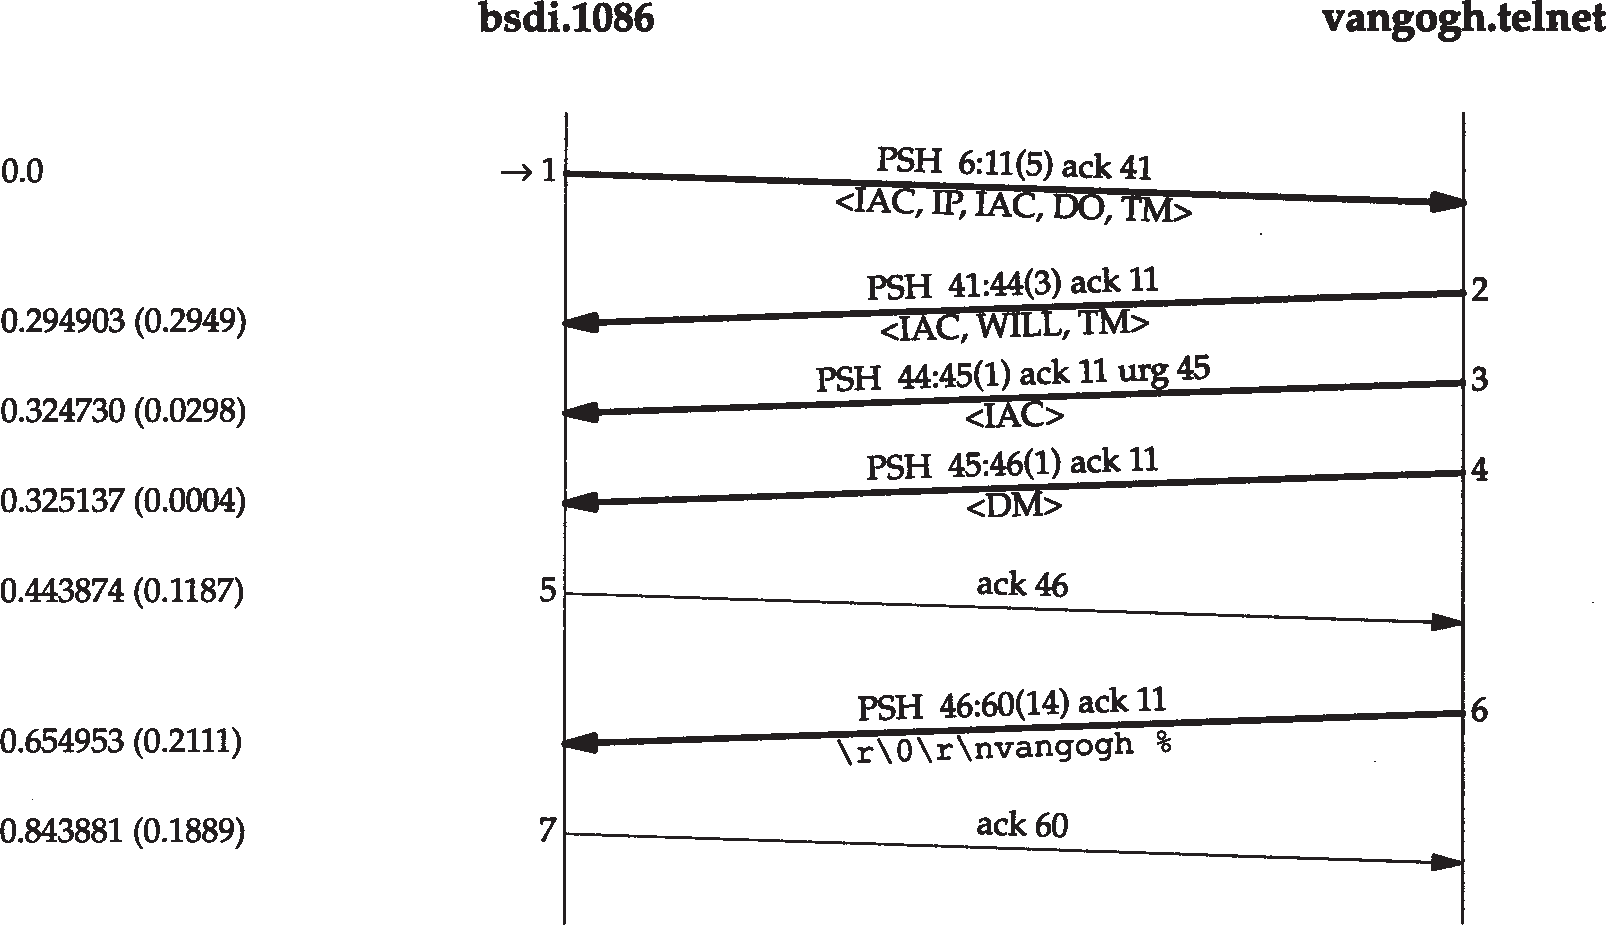 bsdi.1086 vangogh.telnet
0.0 → 1 PSH 6:11(5) ack 41
<IAC, IP, IAC, DO, TM>
PSH 41:44(3) ack 11 2
0.294903 (0.2949) <IAC, WILL, TM>
PSH 44:45(1) ack 11 urg 45 3
0.324730 (0.0298) <IAC>
PSH 45:46(1) ack 11 4
0.325137 (0.0004) <DM>
0.443874 (0.1187) 5 ack 46
PSH 46:60(14) ack 11 6
0.654953 (0.2111) \r\0\r\nvangogh %
0.843881 (0.1889) 7 ack 60